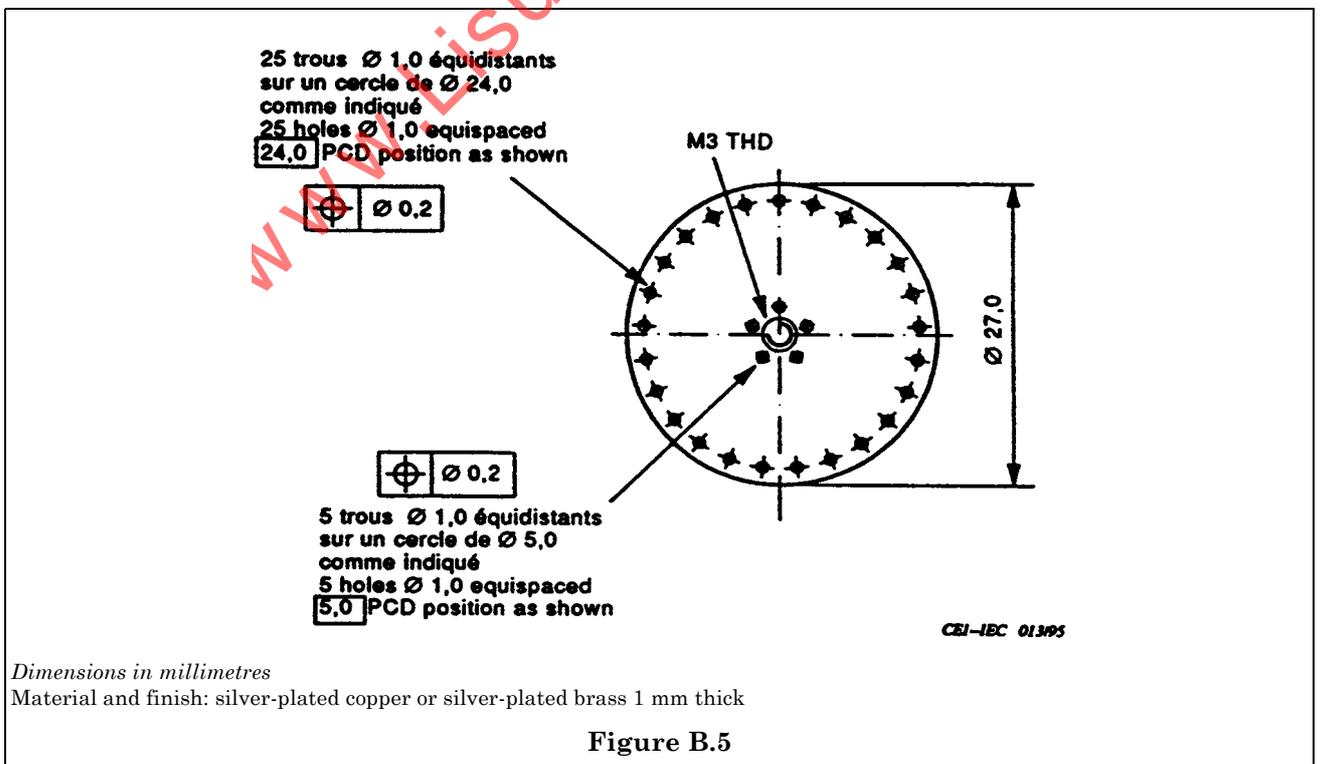 25 trous Ø 1,0 équidistants
sur un cercle de Ø 24,0
comme indiqué
25 holes Ø 1,0 equispaced
24,0 PCD position as shown
Ø 0,2
M3 THD
Ø 27,0
Ø 0,2
5 trous Ø 1,0 équidistants
sur un cercle de Ø 5,0
comme indiqué
5 holes Ø 1,0 equispaced
5,0 PCD position as shown
CEI-IEC 013/95
Dimensions in millimetres
Material and finish: silver-plated copper or silver-plated brass 1 mm thick
Figure B.5
www.Lis